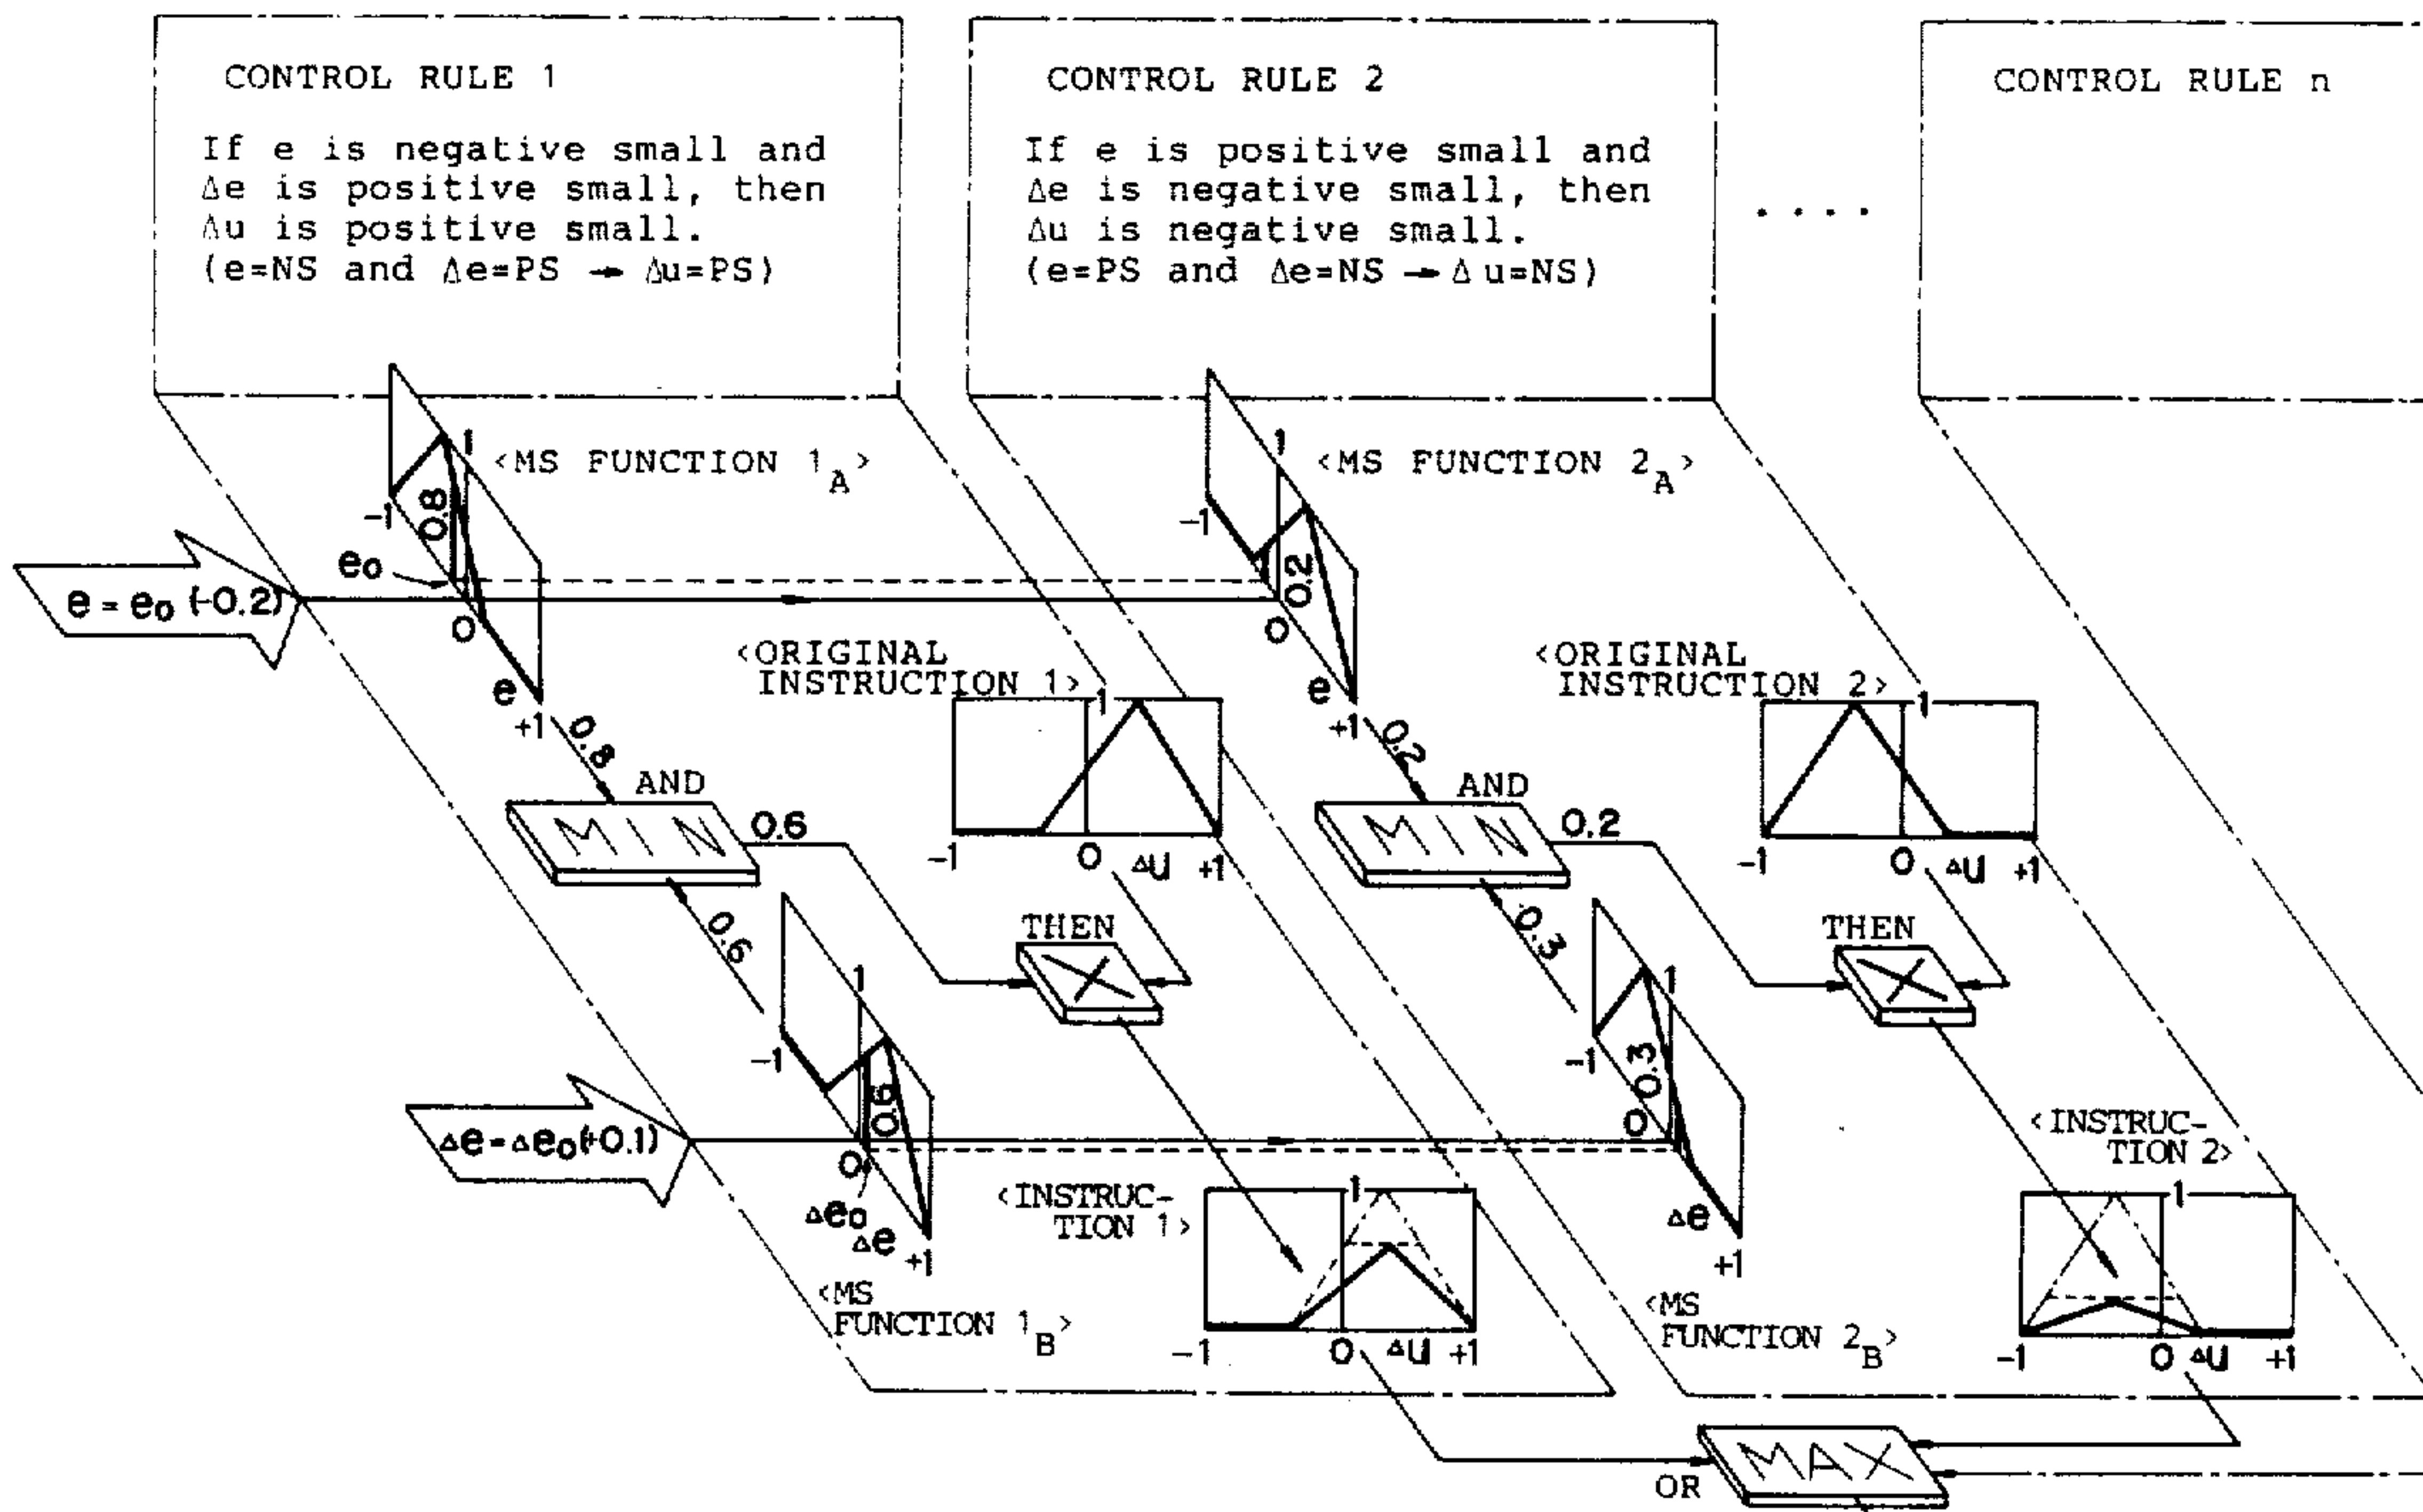 CONTROL RULE 1
If e is negative small and
Δe is positive small, then
Δu is positive small.
(e=NS and Δe=PS → Δu=PS)
CONTROL RULE 2
If e is positive small and
Δe is negative small, then
Δu is negative small.
(e=PS and Δe=NS → Δu=NS)
. . . .
CONTROL RULE n
1
<MS FUNCTION 1A>
-1
0.8
e0
e = e0 (-0.2)
0
e
+1
1
<MS FUNCTION 2A>
-1
0.2
0
e
+1
<ORIGINAL
INSTRUCTION 1>
1
-1
0
Δu
+1
<ORIGINAL
INSTRUCTION 2>
1
-1
0
Δu
+1
0.8
AND
MIN
0.6
0.6
THEN
X
0.2
AND
MIN
0.2
0.3
THEN
X
1
-1
0.6
Δe = Δe0 (+0.1)
0
Δe0
Δe
+1
<MS
FUNCTION 1B>
1
-1
0.3
0
Δe
+1
<MS
FUNCTION 2B>
<INSTRUC-
TION 1>
1
-1
0
Δu
+1
<INSTRUC-
TION 2>
1
-1
0
Δu
+1
OR
MAX